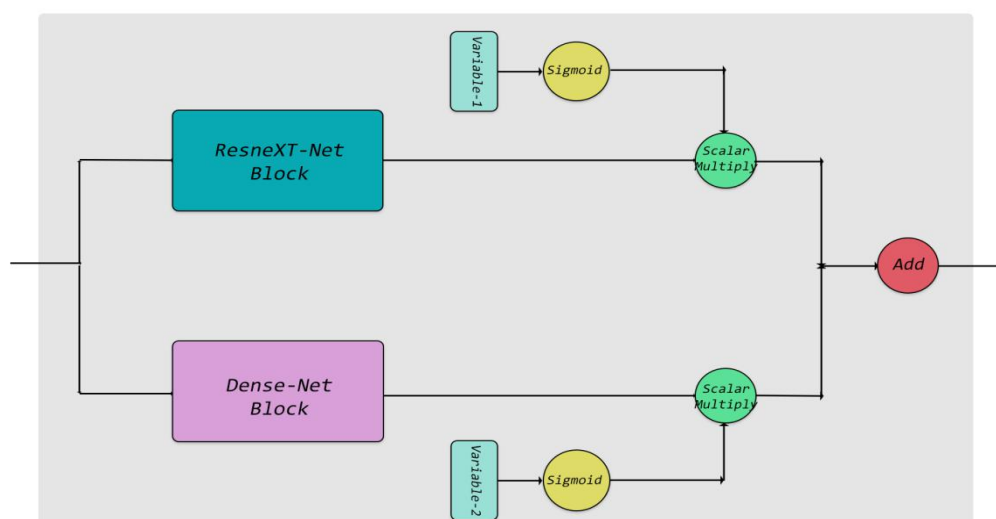 Variable-1
Sigmoid
ResneXT-Net
Block
Scalar
Multiply
Add
Dense-Net
Block
Scalar
Multiply
Variable-2
Sigmoid